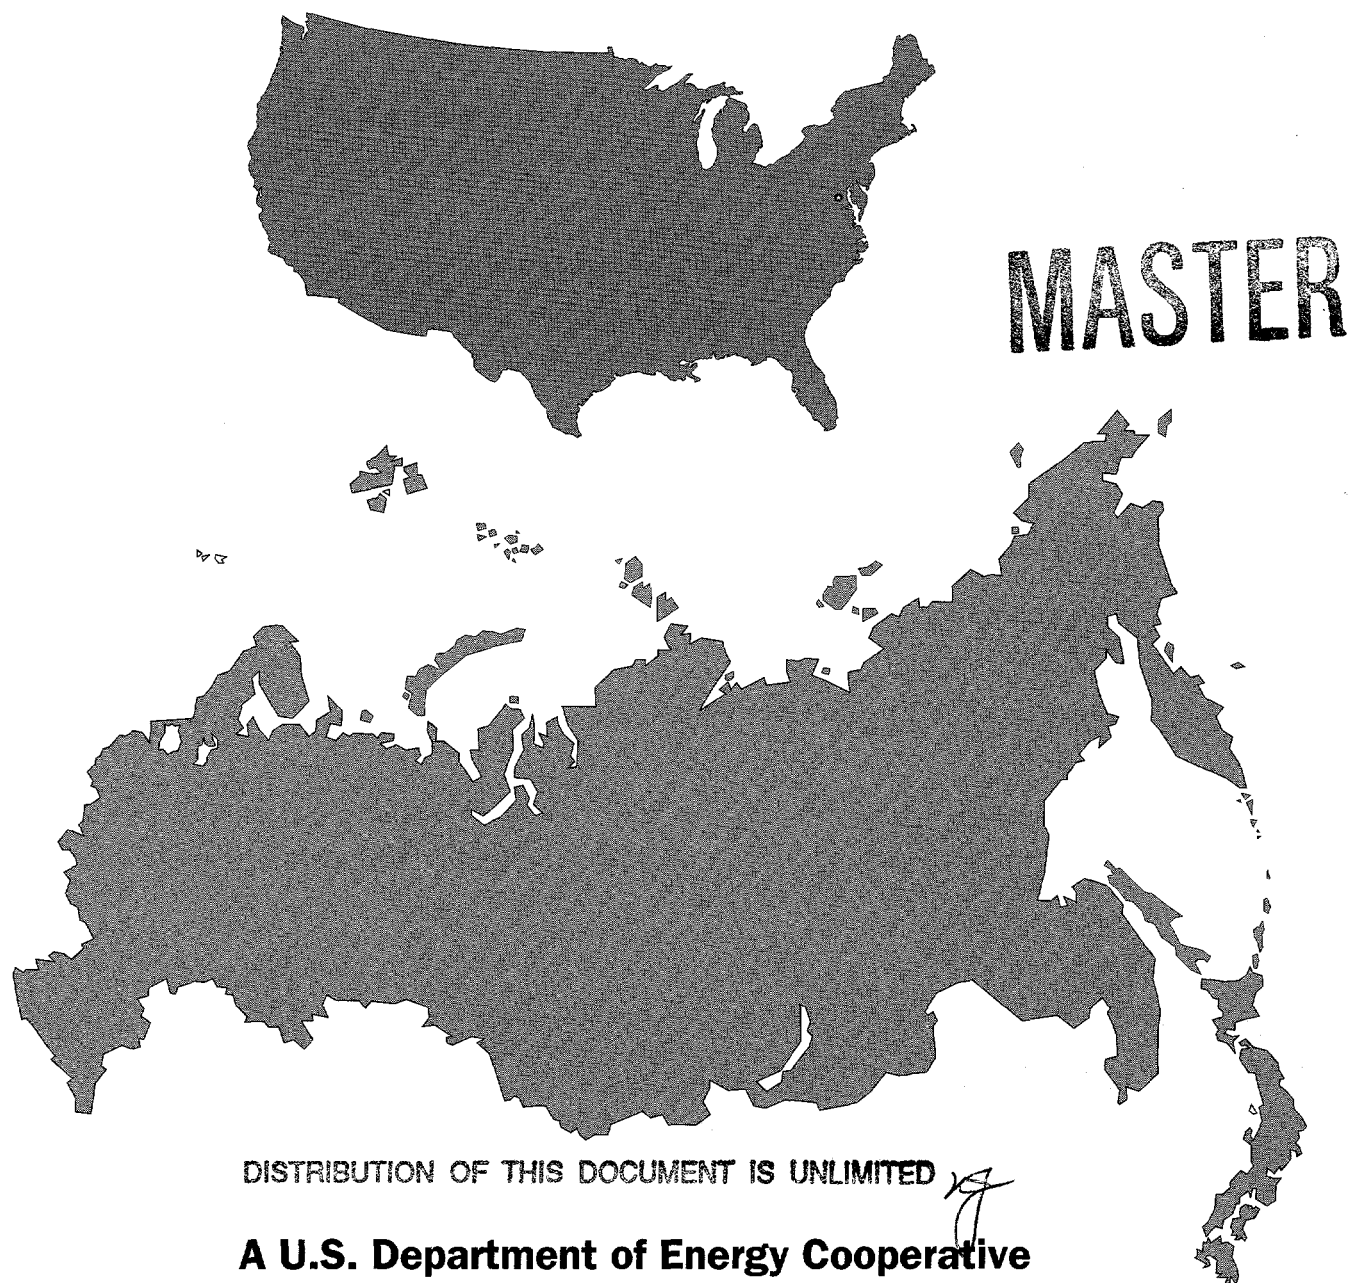 MASTER
DISTRIBUTION OF THIS DOCUMENT IS UNLIMITED
A U.S. Department of Energy Cooperative